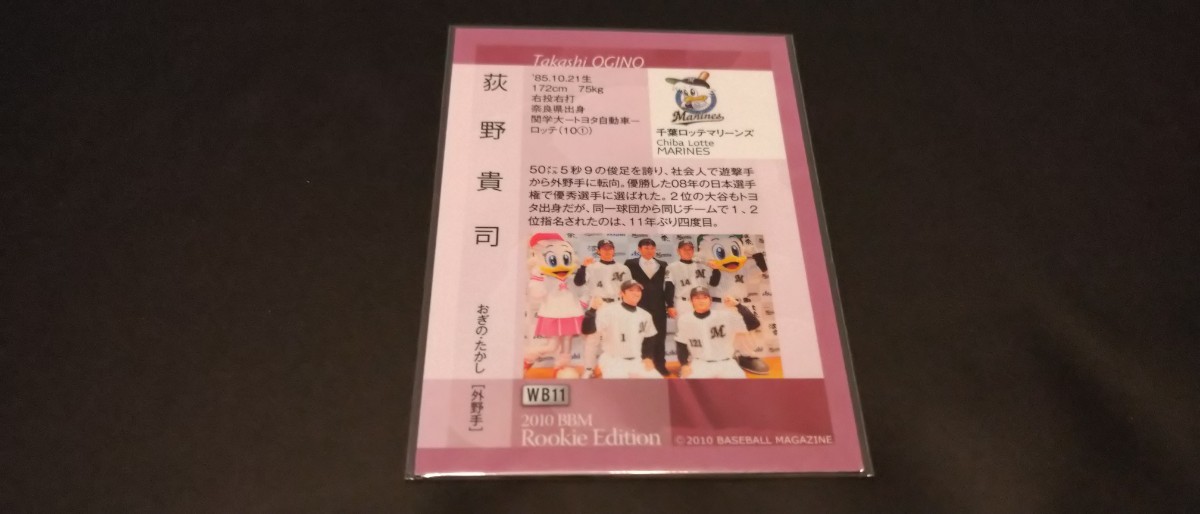 Takashi OGINO
荻野貴司
おぎの・たかし [外野手]
'85.10.21生
172cm 75kg
右投右打
奈良県出身
関学大ートヨタ自動車ー
ロッテ(10①)
Marines
千葉ロッテマリーンズ
Chiba Lotte
MARINES
50㍍5秒9の俊足を誇り、社会人で遊撃手
から外野手に転向。優勝した08年の日本選手
権で優秀選手に選ばれた。2位の大谷もトヨ
タ出身だが、同一球団から同じチームで1、2
位指名されたのは、11年ぶり四度目。
4
M
14
M
1
M
121
WB11
2010 BBM
Rookie Edition
©2010 BASEBALL MAGAZINE